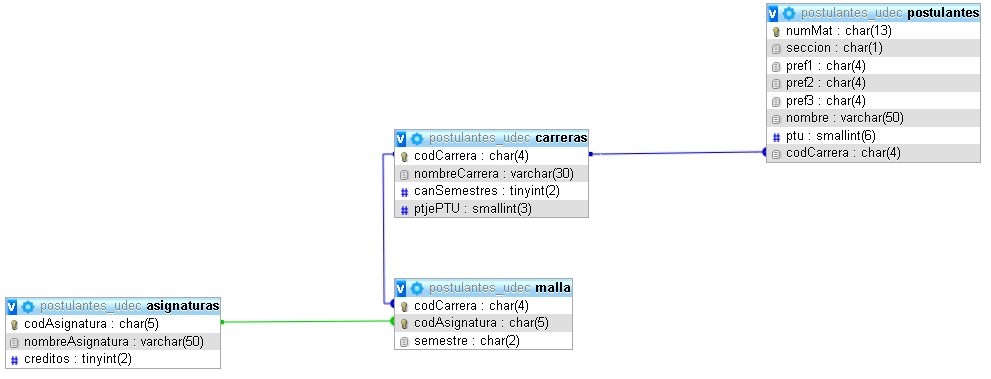 v postulantes_udec postulantes
numMat : char(13)
seccion : char(1)
pref1 : char(4)
pref2 : char(4)
pref3 : char(4)
nombre : varchar(50)
# ptu : smallint(6)
codCarrera : char(4)
v postulantes_udec carreras
codCarrera : char(4)
nombreCarrera : varchar(30)
# canSemestres : tinyint(2)
# ptjePTU : smallint(3)
v postulantes_udec malla
codCarrera : char(4)
codAsignatura : char(5)
semestre : char(2)
v postulantes_udec asignaturas
codAsignatura : char(5)
nombreAsignatura : varchar(50)
# creditos : tinyint(2)